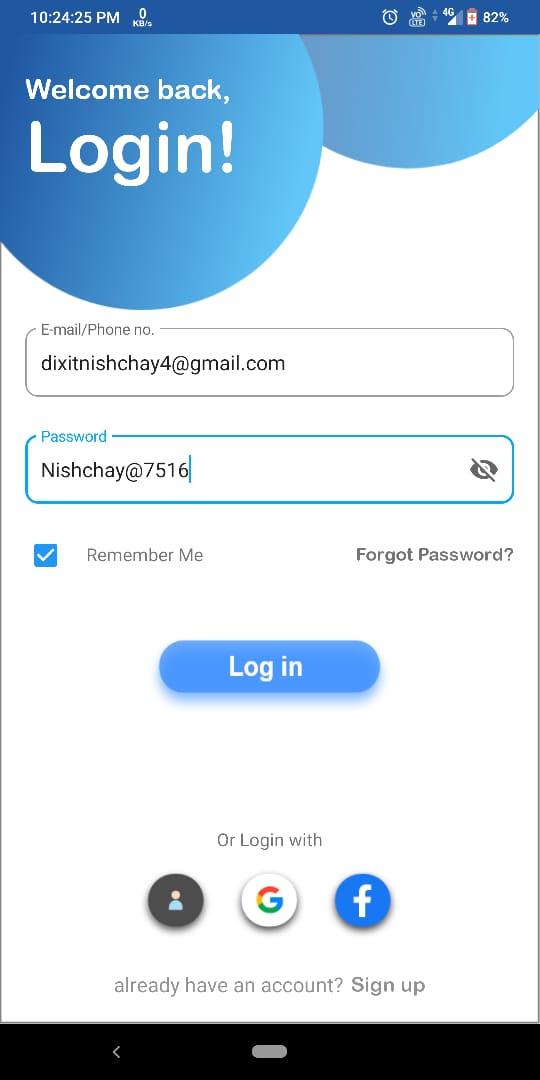 10:24:25 PM 0 KB/s VO LTE 4G 82%
Welcome back,
Login!
E-mail/Phone no.
dixitnishchay4@gmail.com
Password
Nishchay@7516
Remember Me Forgot Password?
Log in
Or Login with
already have an account? Sign up